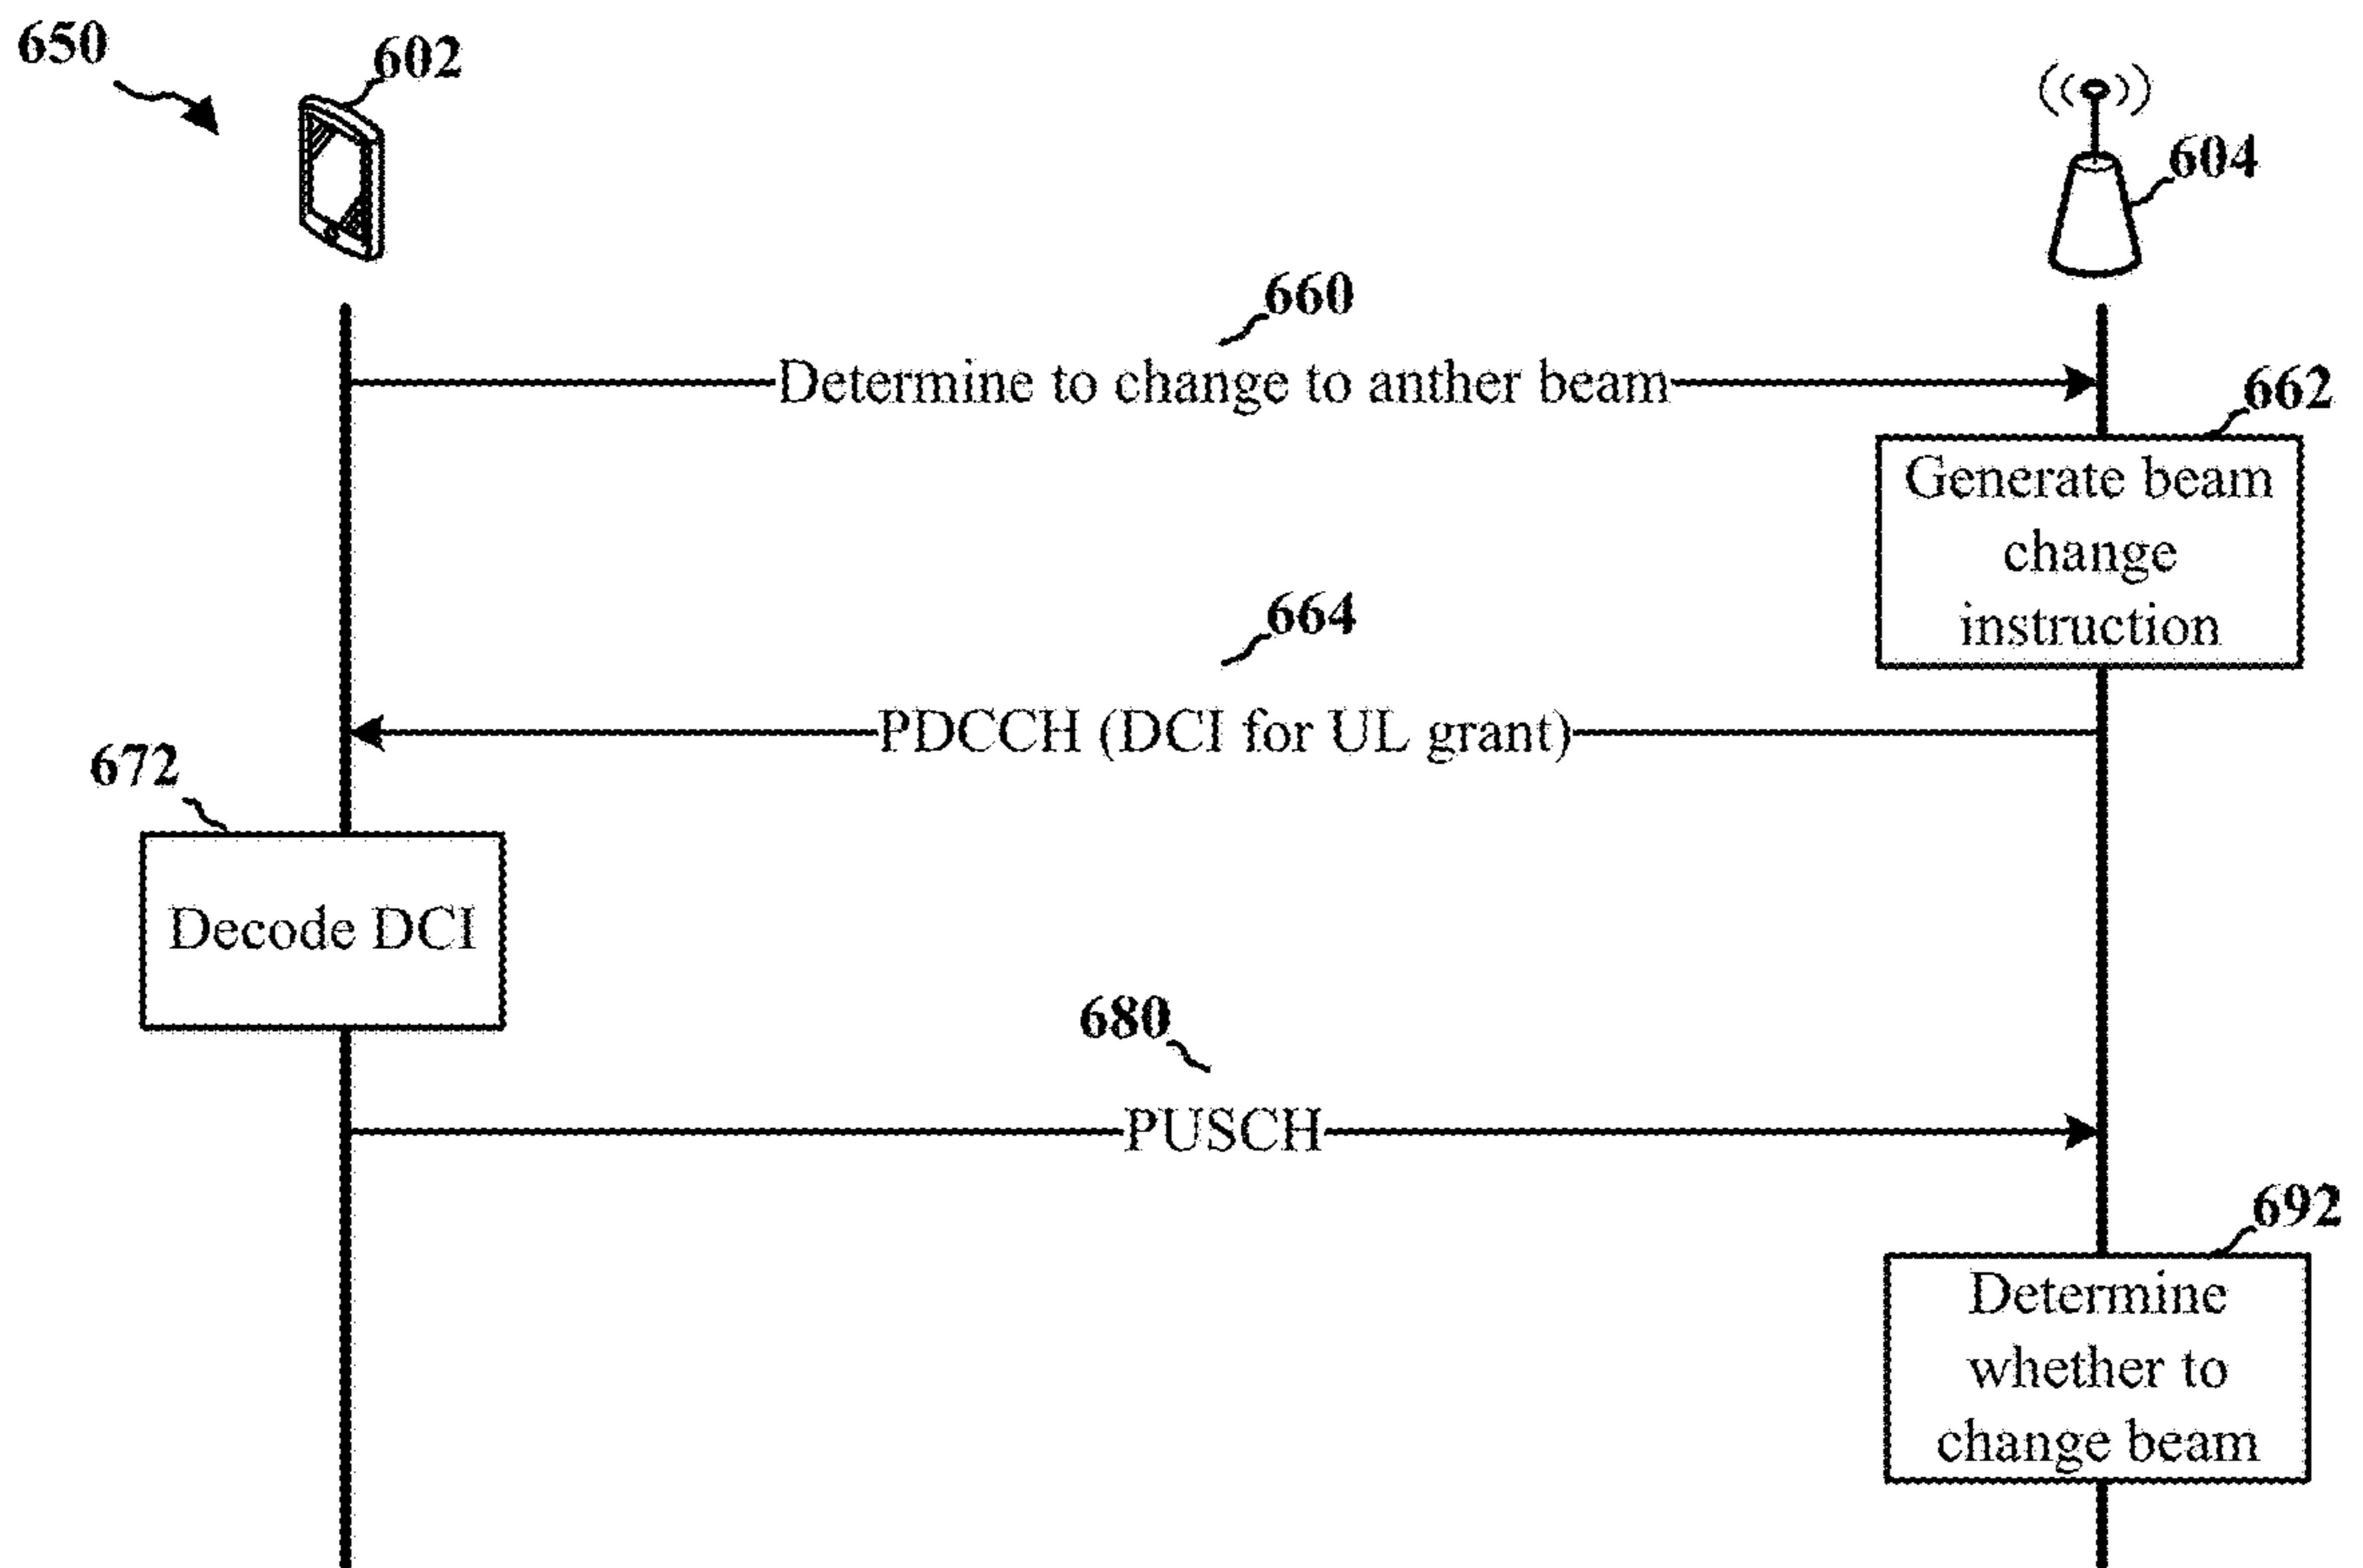 650
602
604
660
Determine to change to anther beam
662
Generate beam
change
instruction
664
PDCCH (DCI for UL grant)
672
Decode DCI
680
PUSCH
692
Determine
whether to
change beam